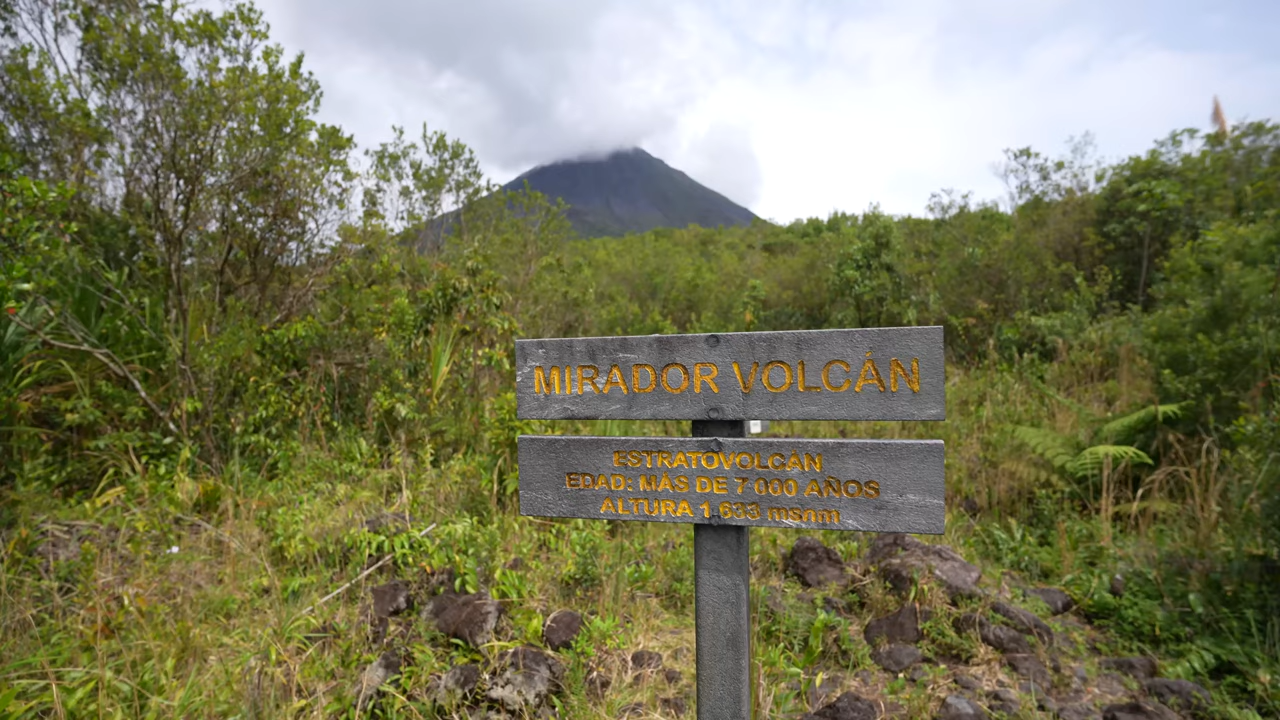 MIRADOR VOLCÁN
ESTRATOVOLCÁN
EDAD: MÁS DE 7 000 AÑOS
ALTURA 1 633 msnm